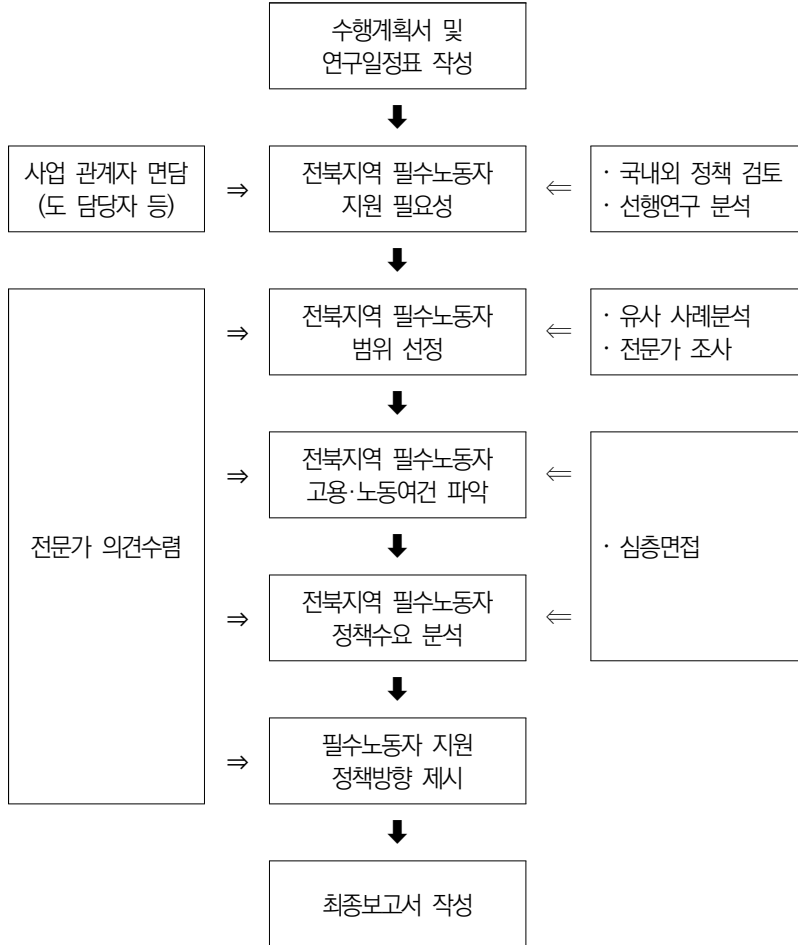 수행계획서 및
연구일정표 작성
⬇
사업 관계자 면담
(도 담당자 등)
⇒
전북지역 필수노동자
지원 필요성
⇐
· 국내외 정책 검토
· 선행연구 분석
⬇
전문가 의견수렴
⇒
전북지역 필수노동자
범위 선정
⇐
· 유사 사례분석
· 전문가 조사
⬇
⇒
전북지역 필수노동자
고용·노동여건 파악
⇐
· 심층면접
⬇
⇒
전북지역 필수노동자
정책수요 분석
⇐
⬇
⇒
필수노동자 지원
정책방향 제시
⬇
최종보고서 작성